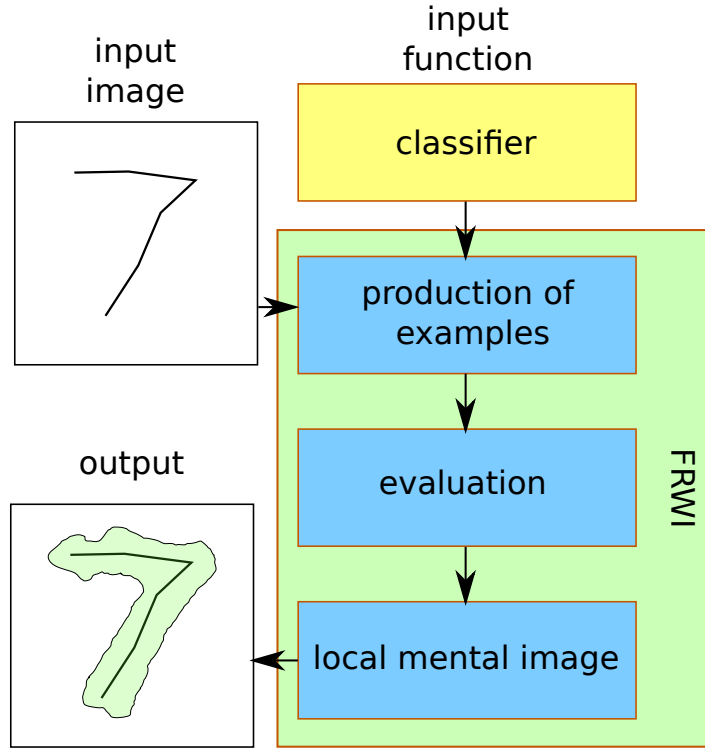 input
image
input
function
classifier
production of
examples
evaluation
FRWI
output
local mental image